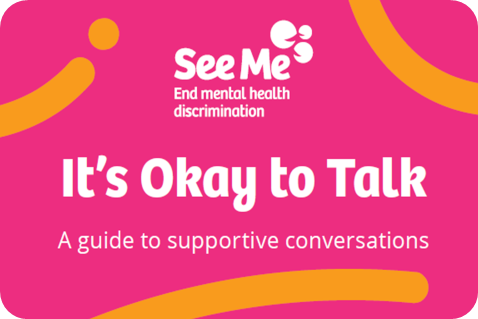 See Me
End mental health
discrimination
It's Okay to Talk
A guide to supportive conversations